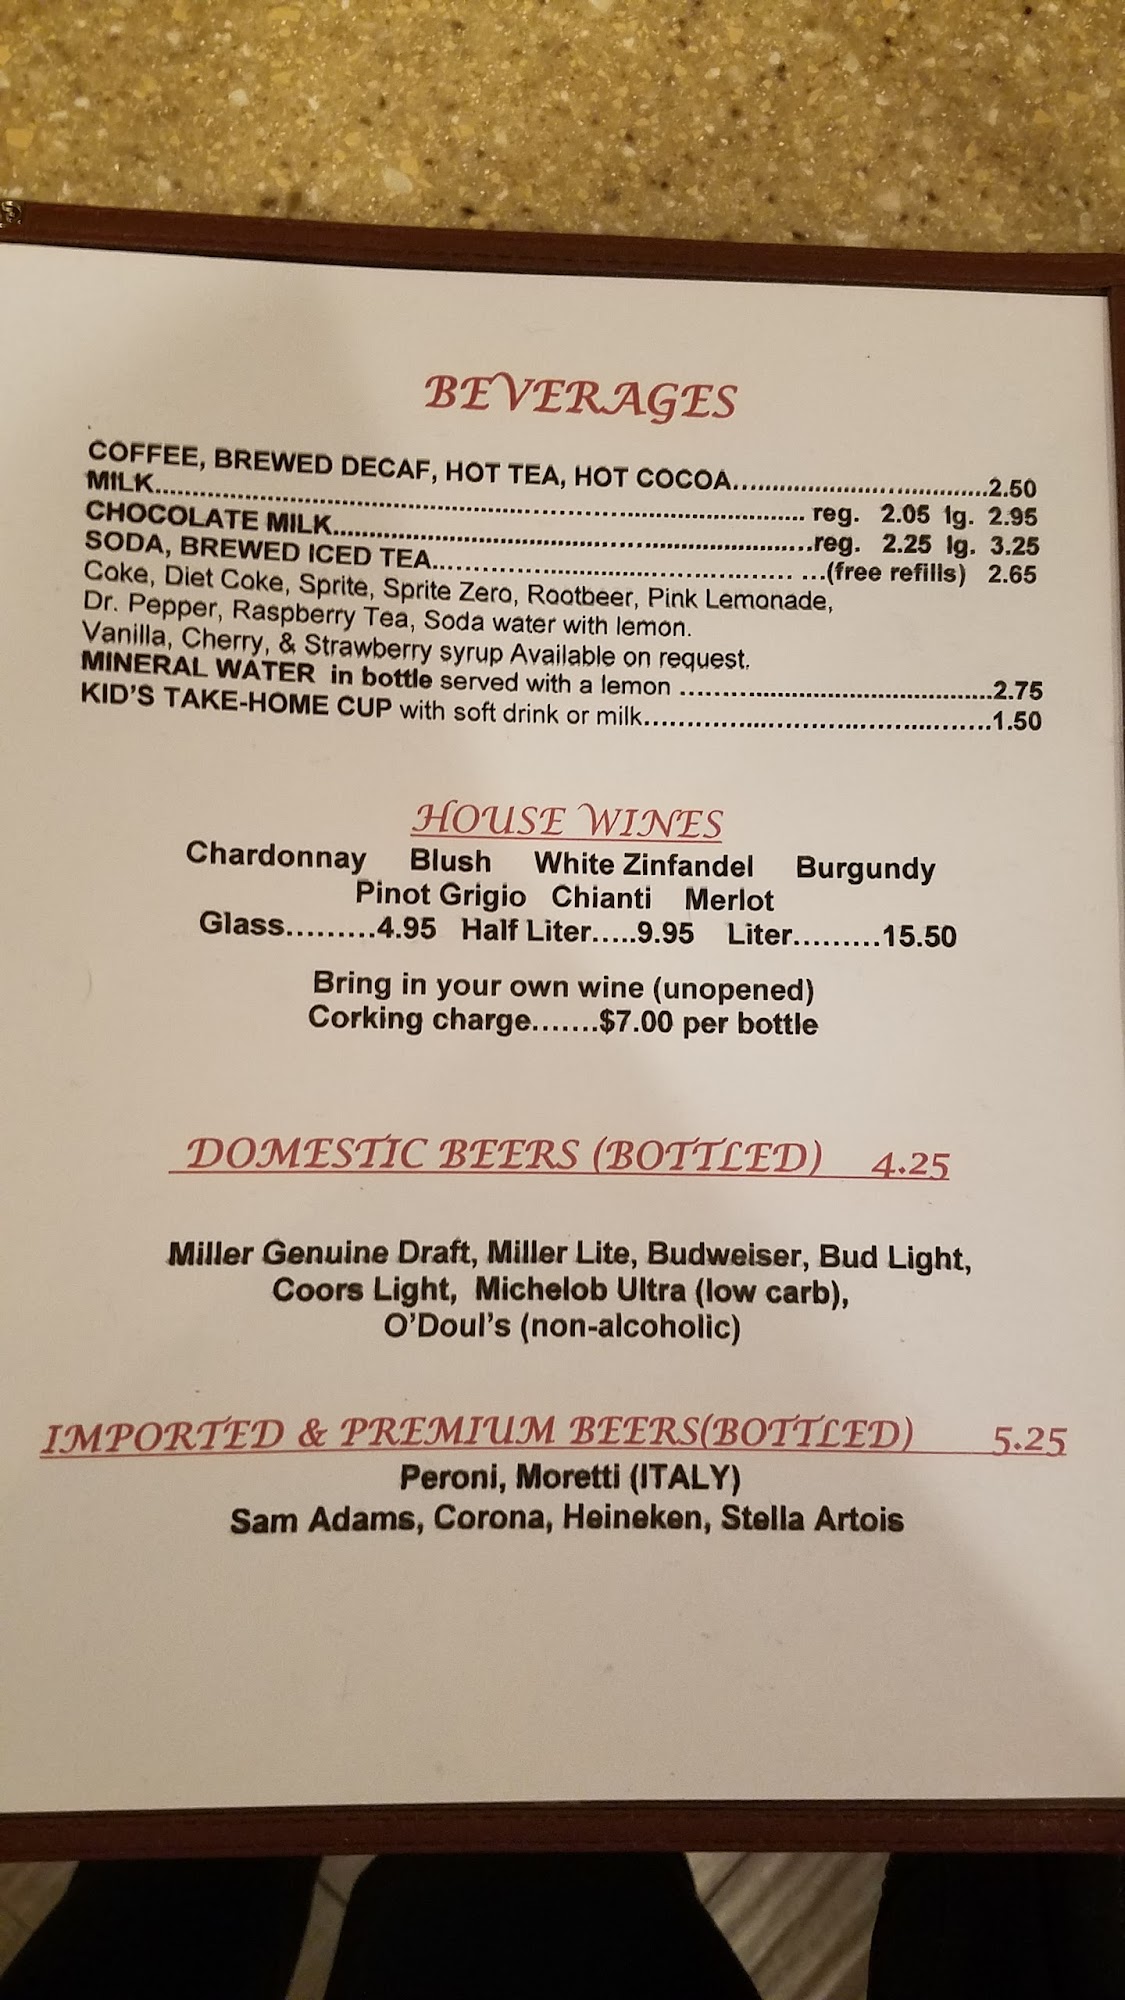 BEVERAGES
COFFEE, BREWED DECAF, HOT TEA, HOT COCOA....................................2.50
MILK.................................................................................... reg. 2.05 lg. 2.95
CHOCOLATE MILK...............................................................reg. 2.25 lg. 3.25
SODA, BREWED ICED TEA............................................. ...(free refills) 2.65
Coke, Diet Coke, Sprite, Sprite Zero, Rootbeer, Pink Lemonade,
Dr. Pepper, Raspberry Tea, Soda water with lemon.
Vanilla, Cherry, & Strawberry syrup Available on request.
MINERAL WATER in bottle served with a lemon ..........................................2.75
KID'S TAKE-HOME CUP with soft drink or milk..............................................1.50
HOUSE WINES
Chardonnay Blush White Zinfandel Burgundy
Pinot Grigio Chianti Merlot
Glass.........4.95 Half Liter.....9.95 Liter.........15.50
Bring in your own wine (unopened)
Corking charge.......$7.00 per bottle
DOMESTIC BEERS (BOTTLED) 4.25
Miller Genuine Draft, Miller Lite, Budweiser, Bud Light,
Coors Light, Michelob Ultra (low carb),
O'Doul's (non-alcoholic)
IMPORTED & PREMIUM BEERS(BOTTLED) 5.25
Peroni, Moretti (ITALY)
Sam Adams, Corona, Heineken, Stella Artois